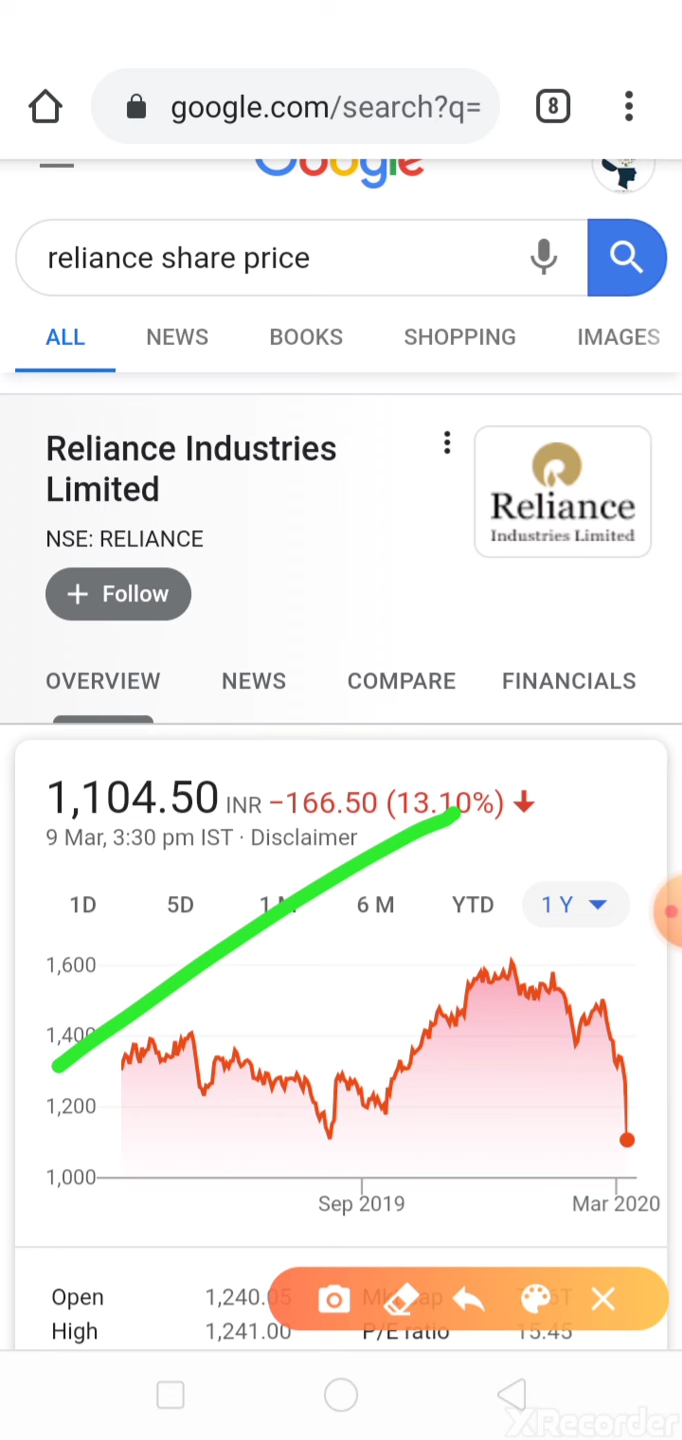 google.com/search?q=
8
Google
reliance share price
ALL NEWS BOOKS SHOPPING IMAGES
Reliance Industries
Limited
Reliance
Industries Limited
NSE: RELIANCE
+ Follow
OVERVIEW NEWS COMPARE FINANCIALS
1,104.50 INR −166.50 (13.10%)
9 Mar, 3:30 pm IST · Disclaimer
1D 5D 1 M 6 M YTD 1 Y
1,600
1,400
1,200
1,000
Sep 2019 Mar 2020
Open 1,240.05
High 1,241.00 P/E ratio 15.45
XRecorder